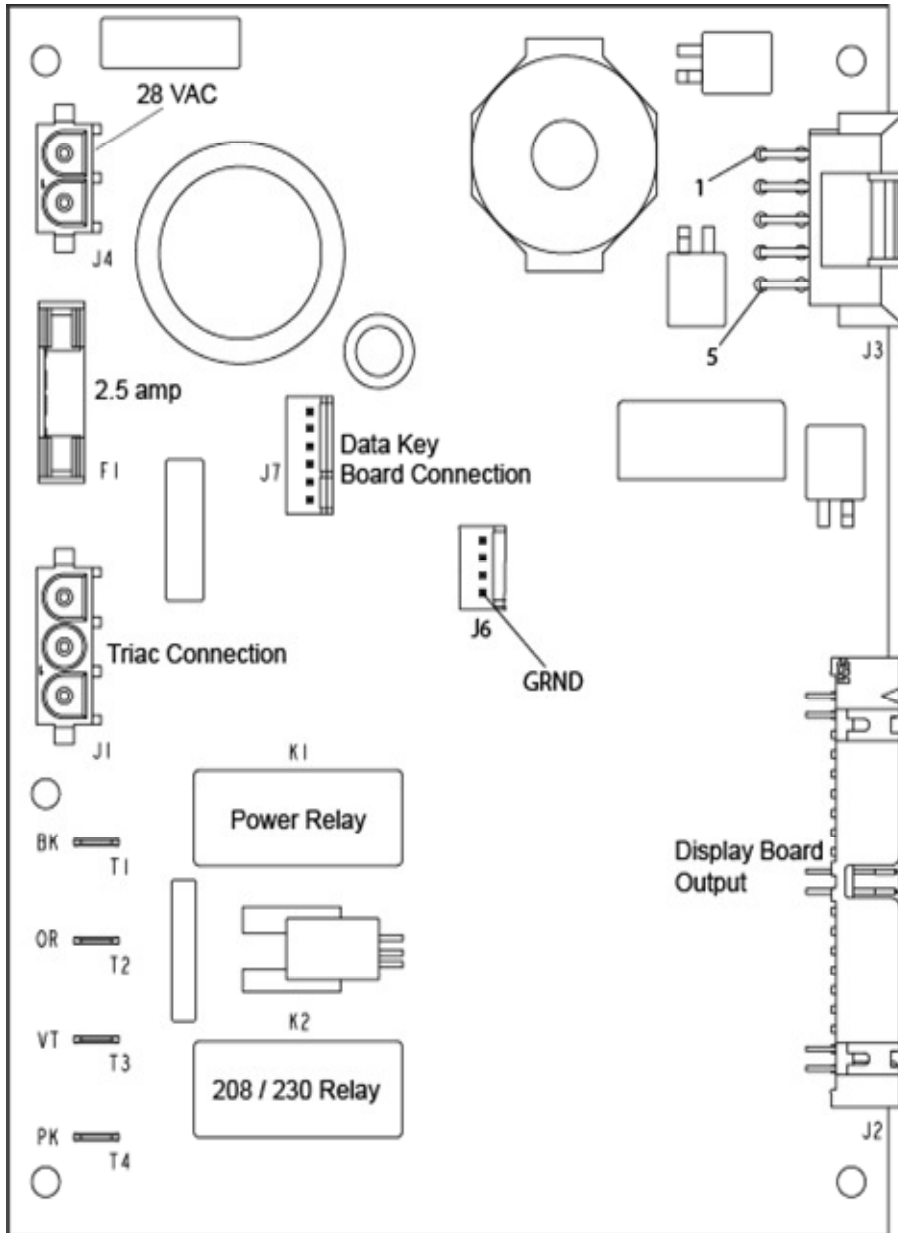 28 VAC
J4
1
5
J3
2.5 amp
F1
J7
Data Key
Board Connection
J6
GRND
Triac Connection
J1
K1
Power Relay
BK
T1
OR
T2
K2
VT
T3
208 / 230 Relay
PK
T4
Display Board
Output
J2